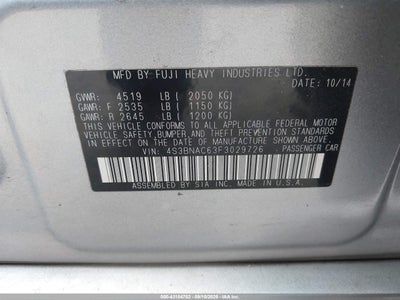 MFD. BY FUJI HEAVY INDUSTRIES LTD.
DATE: 10/14
GVWR: 4519 LB ( 2050 KG)
GAWR: F 2535 LB ( 1150 KG)
GAWR: R 2645 LB ( 1200 KG)
THIS VEHICLE CONFORMS TO ALL APPLICABLE FEDERAL MOTOR
VEHICLE SAFETY, BUMPER, AND THEFT PREVENTION STANDARDS
IN EFFECT ON THE DATE OF MANUFACTURE SHOWN ABOVE.
VIN: 4S3BNAC63F3029726 PASSENGER CAR
ASSEMBLED BY SIA INC. MADE IN U.S.A.